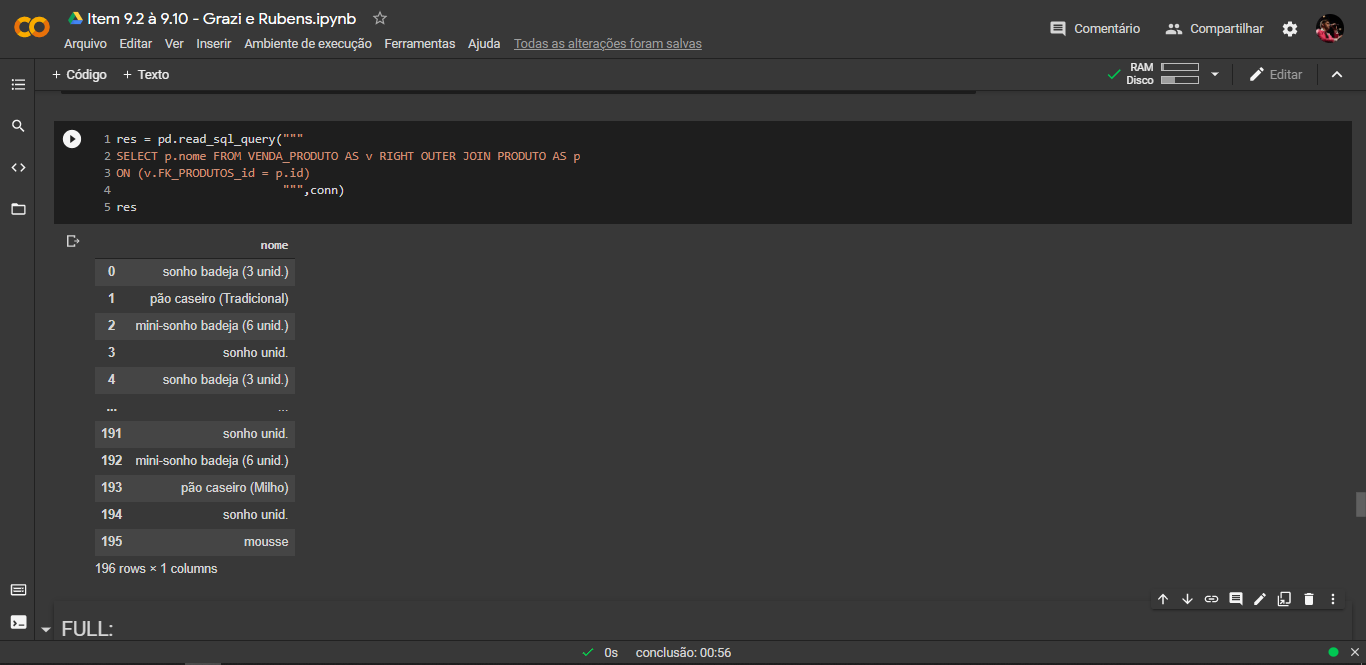 Item 9.2 à 9.10 - Grazi e Rubens.ipynb
Comentário
Compartilhar
Arquivo Editar Ver Inserir Ambiente de execução Ferramentas Ajuda Todas as alterações foram salvas
+ Código + Texto
RAM
Disco
Editar
1 res = pd.read_sql_query("""
2 SELECT p.nome FROM VENDA_PRODUTO AS v RIGHT OUTER JOIN PRODUTO AS p
3 ON (v.FK_PRODUTOS_id = p.id)
4 """,conn)
5 res
nome
0 sonho badeja (3 unid.)
1 pão caseiro (Tradicional)
2 mini-sonho badeja (6 unid.)
3 sonho unid.
4 sonho badeja (3 unid.)
... ...
191 sonho unid.
192 mini-sonho badeja (6 unid.)
193 pão caseiro (Milho)
194 sonho unid.
195 mousse
196 rows × 1 columns
FULL:
0s conclusão: 00:56